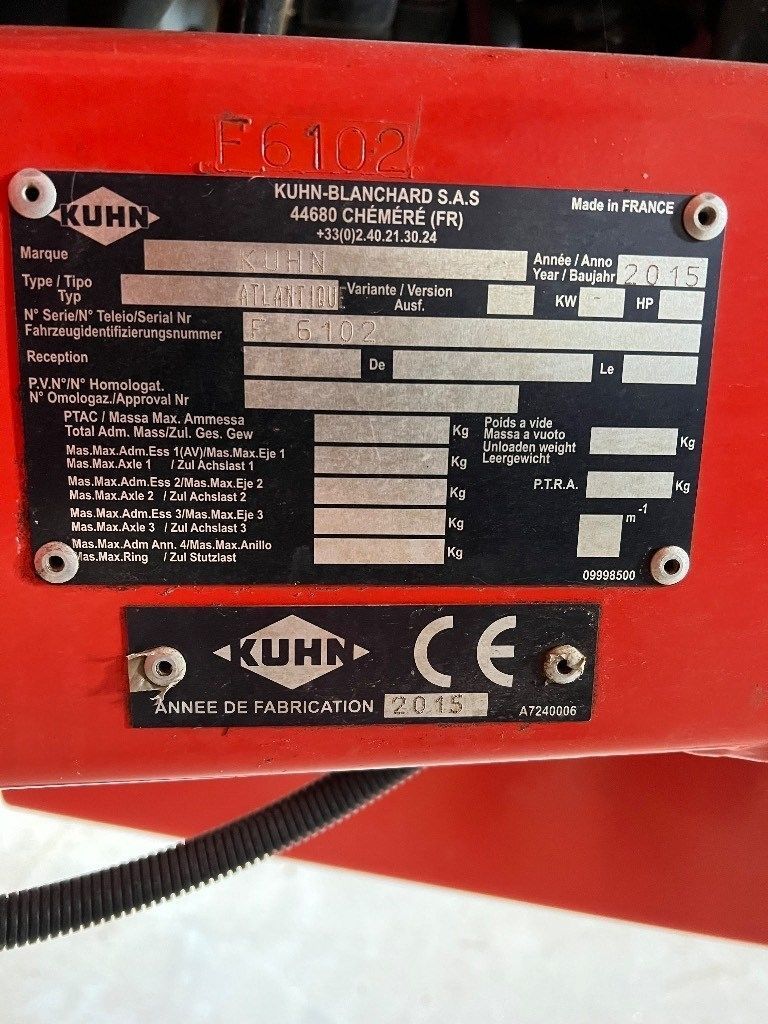 F6102
KUHN
KUHN-BLANCHARD S.A.S
44680 CHÉMÉRÉ (FR)
+33(0)2.40.21.30.24
Made in FRANCE
Marque KUHN Année / Anno 2015
Year / Baujahr
Type / Tipo ATLANTIQUE Variante / Version KW - HP
Typ Ausf.
N° Serie/N° Teleio/Serial Nr F 6102
Fahrzeugidentifizierungsnummer
Reception De Le
P.V.N°/N° Homologat.
N° Omologaz./Approval Nr
PTAC / Massa Max. Ammessa Kg
Total Adm. Mass/Zul. Ges. Gew
Poids a vide
Massa a vuoto Kg
Unloaden weight
Leergewicht
Mas.Max.Adm.Ess 1(AV)/Mas.Max.Eje 1 Kg
Mas.Max.Axle 1 / Zul Achslast 1
Mas.Max.Adm.Ess 2/Mas.Max.Eje 2 Kg P.T.R.A. Kg
Mas.Max.Axle 2 / Zul Achslast 2
Mas.Max.Adm.Ess 3/Mas.Max.Eje 3 Kg m-1
Mas.Max.Axle 3 / Zul Achslast 3
Mas.Max.Adm Ann. 4/Mas.Max.Anillo Kg
Mas.Max.Ring / Zul Stutzlast
09998500
KUHN CE
ANNEE DE FABRICATION 2015 A7240006